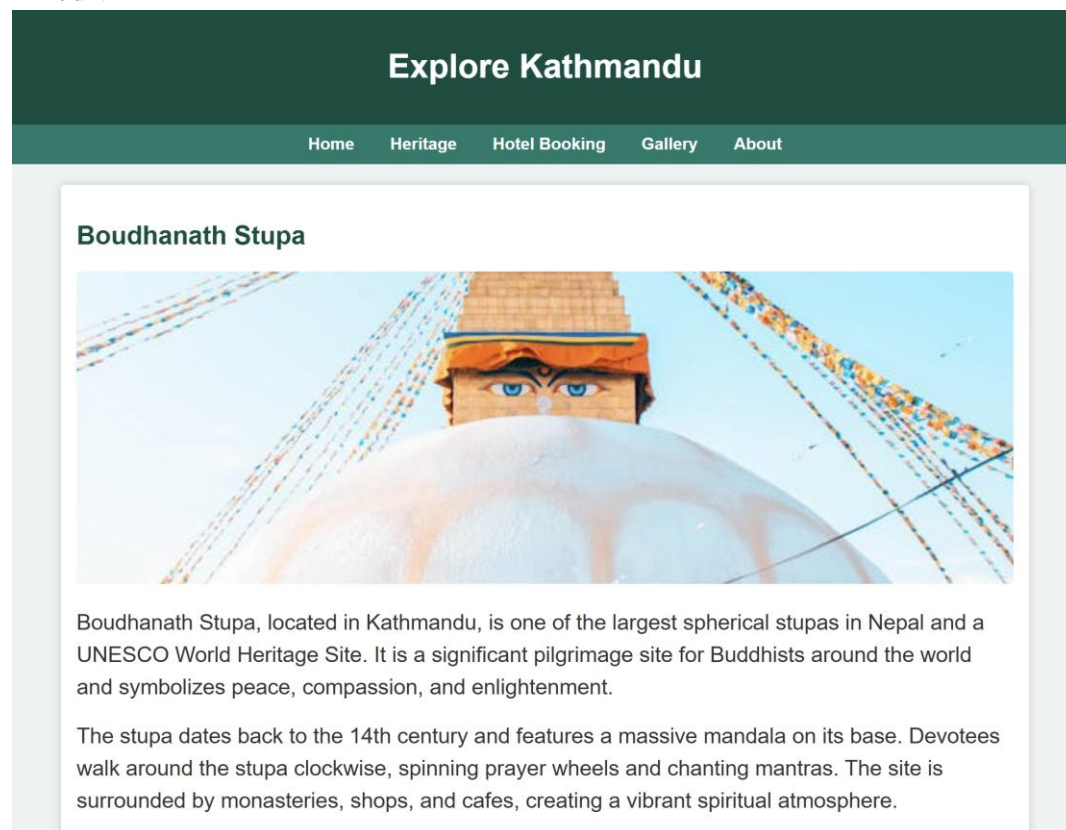 Explore Kathmandu
Home Heritage Hotel Booking Gallery About
Boudhanath Stupa
Boudhanath Stupa, located in Kathmandu, is one of the largest spherical stupas in Nepal and a
UNESCO World Heritage Site. It is a significant pilgrimage site for Buddhists around the world
and symbolizes peace, compassion, and enlightenment.
The stupa dates back to the 14th century and features a massive mandala on its base. Devotees
walk around the stupa clockwise, spinning prayer wheels and chanting mantras. The site is
surrounded by monasteries, shops, and cafes, creating a vibrant spiritual atmosphere.